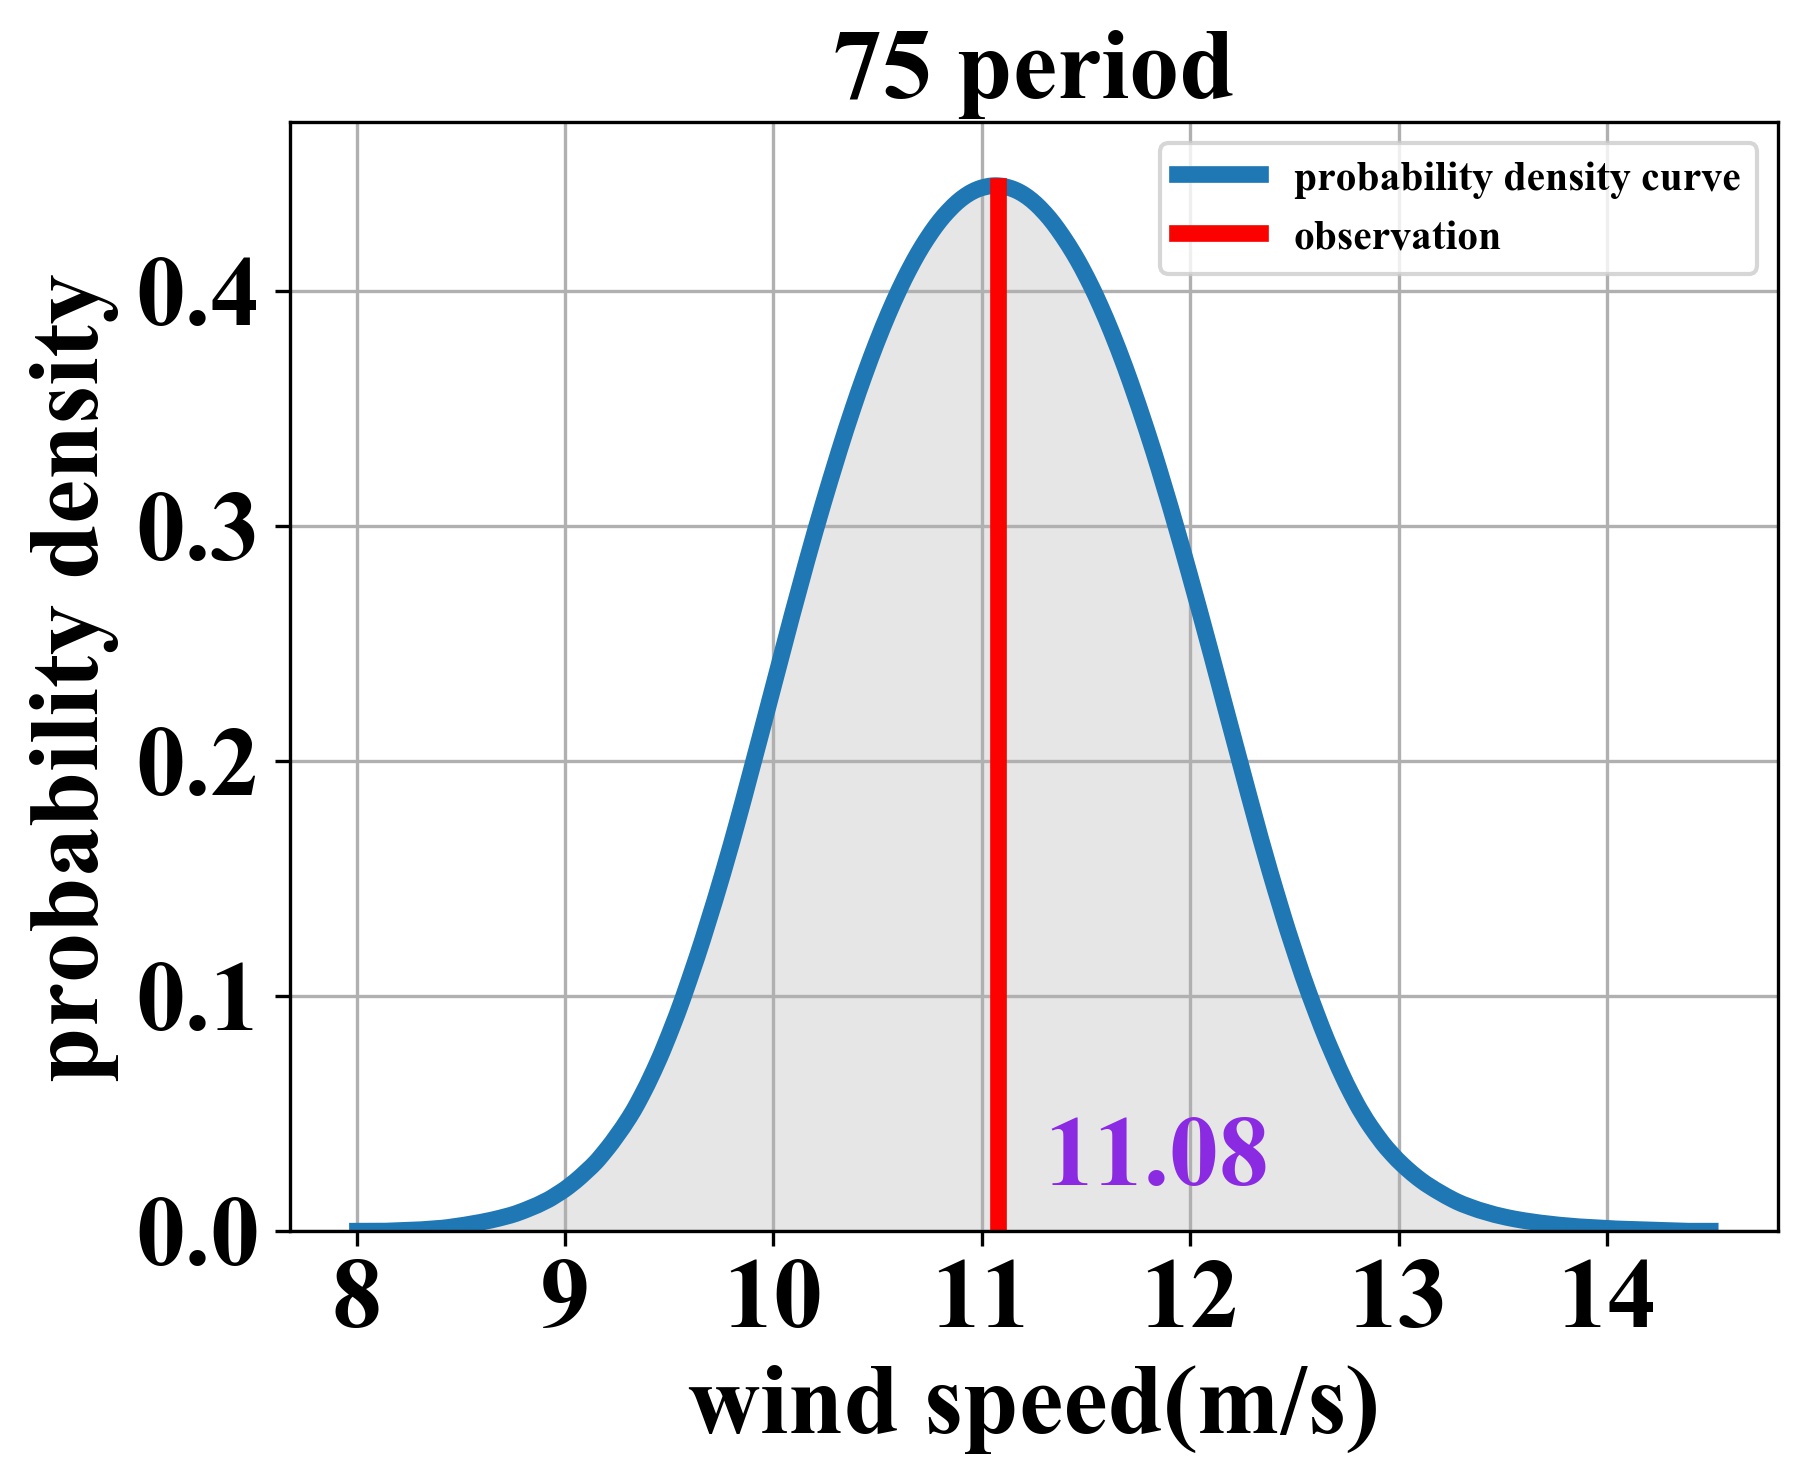 75 period
probability density curve
observation
probability density
0.4
0.3
0.2
0.1
0.0
11.08
8 9 10 11 12 13 14
wind speed(m/s)